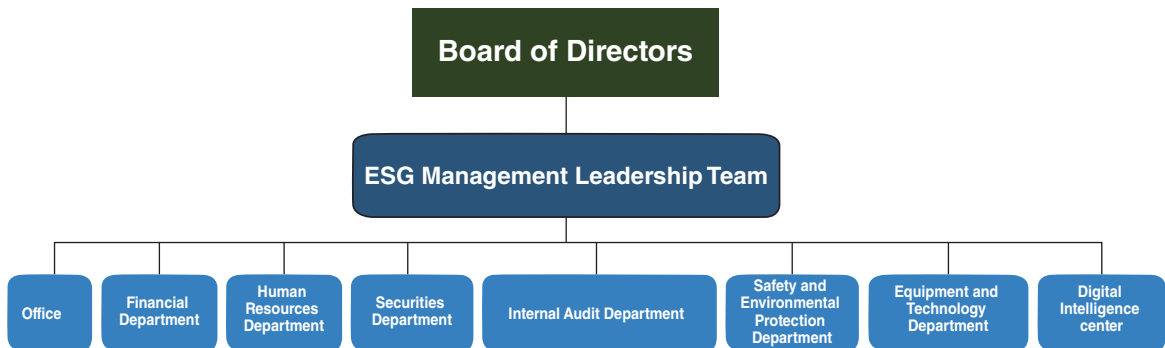 Board of Directors
ESG Management Leadership Team
Office
Financial
Department
Human
Resources
Department
Securities
Department
Internal Audit Department
Safety and
Environmental
Protection
Department
Equipment and
Technology
Department
Digital
Intelligence
center